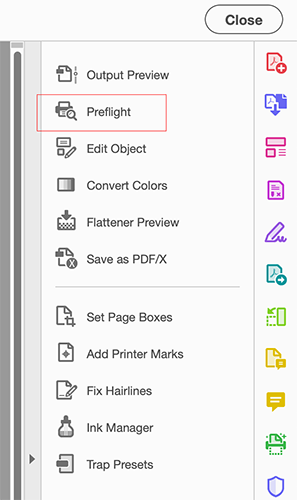 Close
Output Preview
Preflight
Edit Object
Convert Colors
Flattener Preview
Save as PDF/X
Set Page Boxes
Add Printer Marks
Fix Hairlines
Ink Manager
Trap Presets